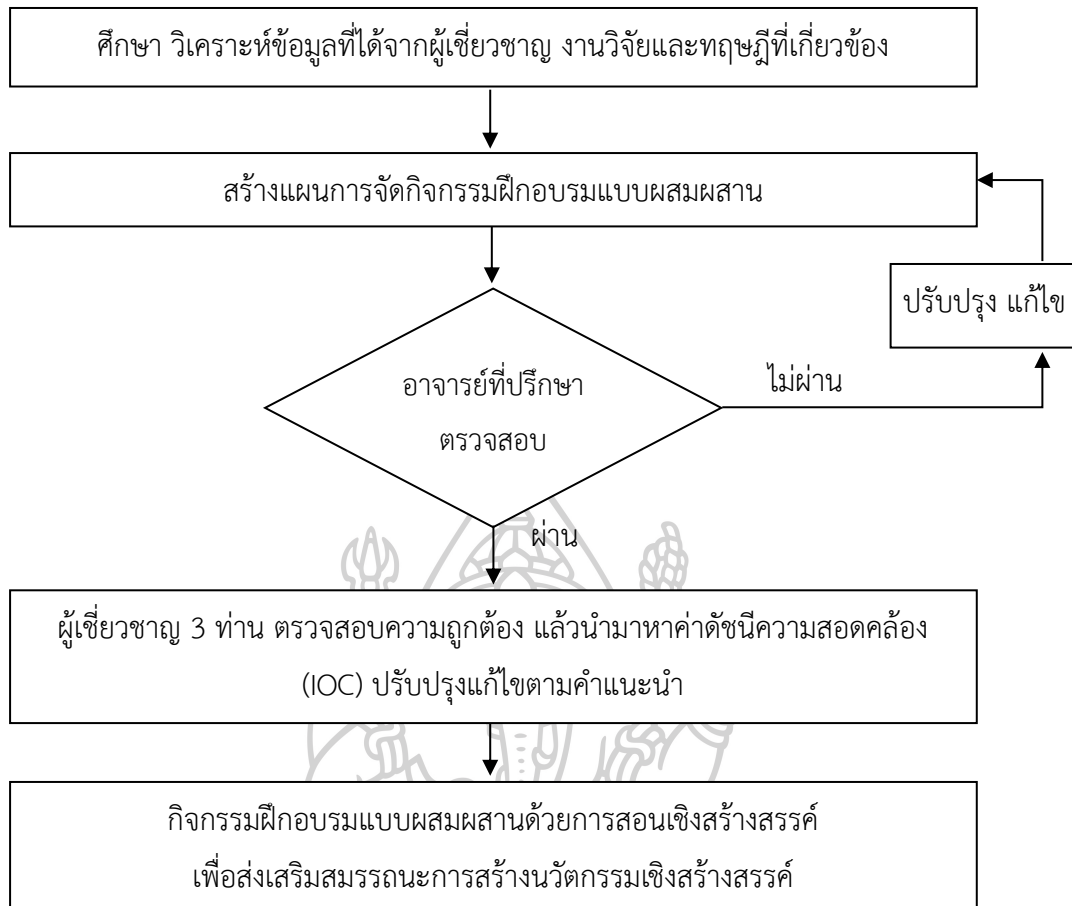 ศึกษา วิเคราะห์ข้อมูลที่ได้จากผู้เชี่ยวชาญ งานวิจัยและทฤษฎีที่เกี่ยวข้อง
สร้างแผนการจัดกิจกรรมฝึกอบรมแบบผสมผสาน
ปรับปรุง แก้ไข
ไม่ผ่าน
อาจารย์ที่ปรึกษา
ตรวจสอบ
ผ่าน
ผู้เชี่ยวชาญ 3 ท่าน ตรวจสอบความถูกต้อง แล้วนำมาหาค่าดัชนีความสอดคล้อง
(IOC) ปรับปรุงแก้ไขตามคำแนะนำ
กิจกรรมฝึกอบรมแบบผสมผสานด้วยการสอนเชิงสร้างสรรค์
เพื่อส่งเสริมสมรรถนะการสร้างนวัตกรรมเชิงสร้างสรรค์